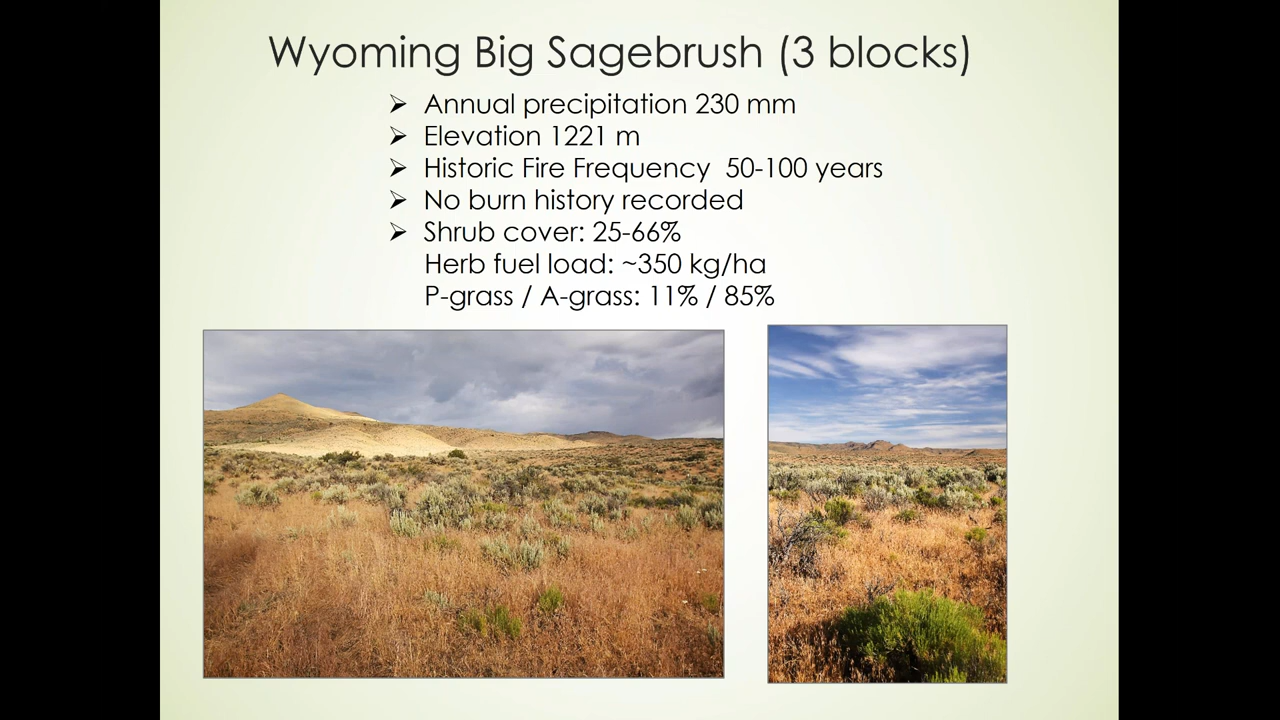 Wyoming Big Sagebrush (3 blocks)
➢ Annual precipitation 230 mm
➢ Elevation 1221 m
➢ Historic Fire Frequency  50-100 years
➢ No burn history recorded
➢ Shrub cover: 25-66%
Herb fuel load: ~350 kg/ha
P-grass / A-grass: 11% / 85%